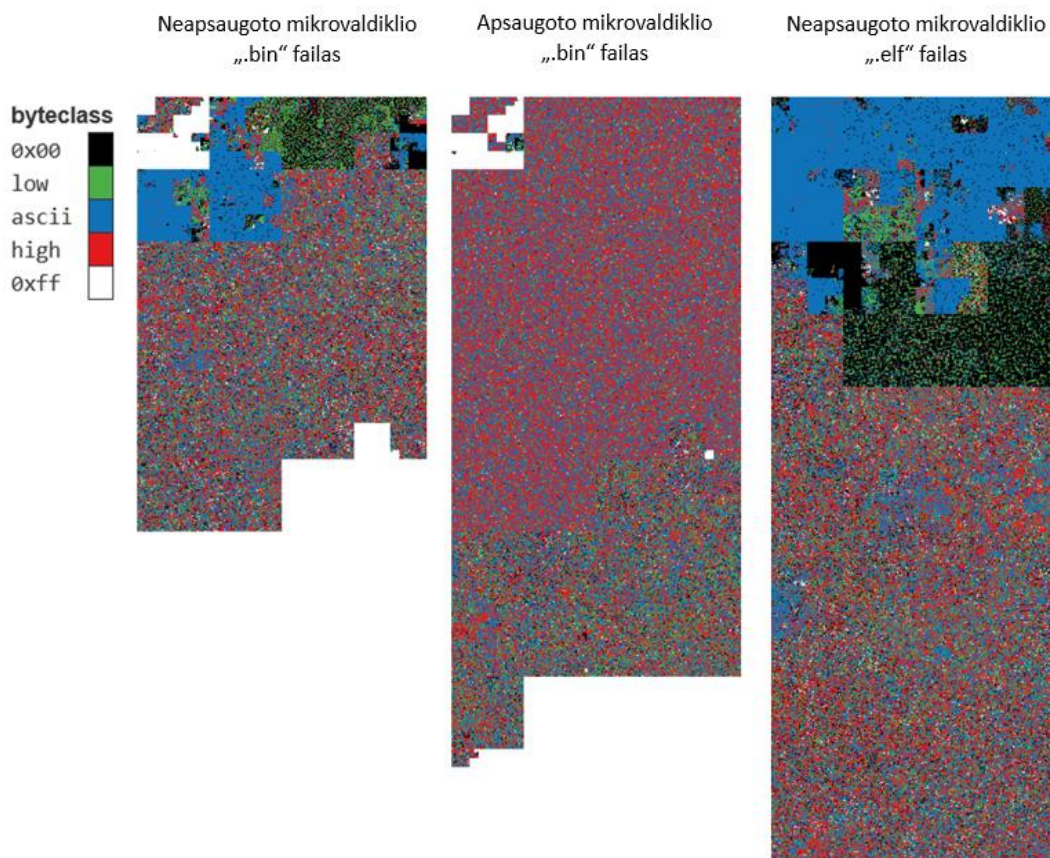 Neapsaugoto mikrovaldiklio
„.bin“ failas
Apsaugoto mikrovaldiklio
„.bin“ failas
Neapsaugoto mikrovaldiklio
„.elf“ failas
byteclass
0x00
low
ascii
high
0xff